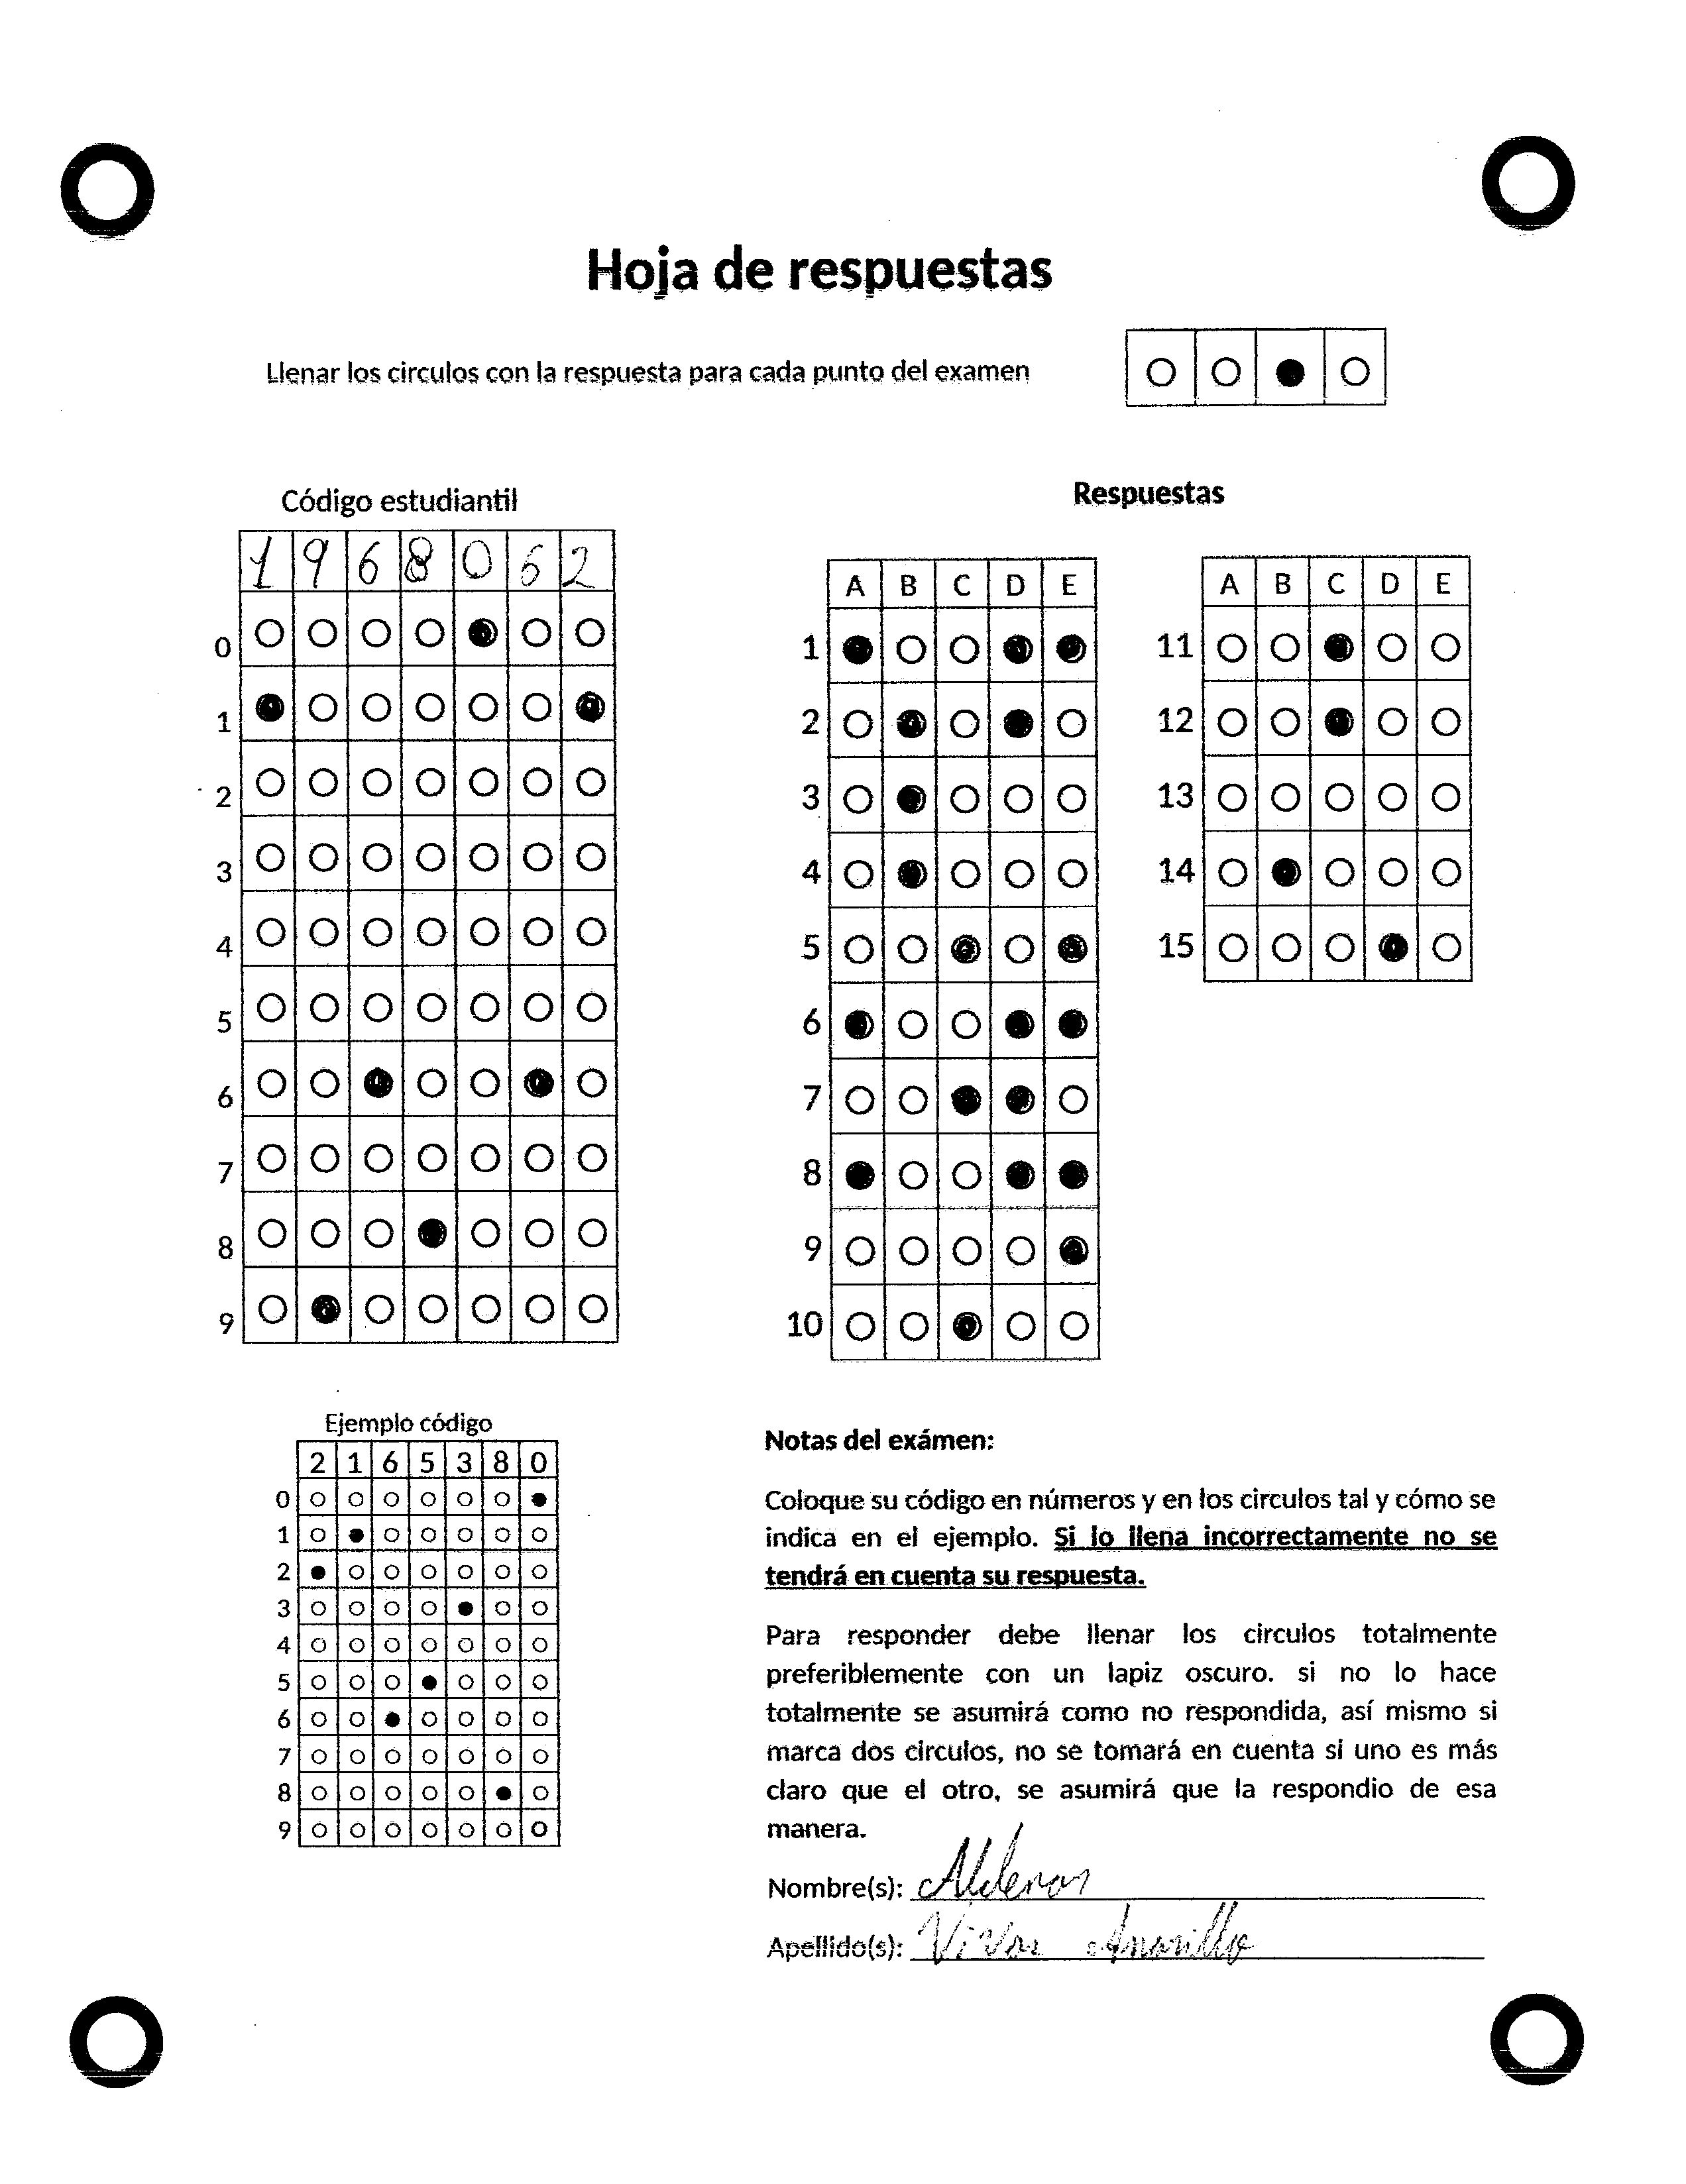 Hoja de respuestas
Llenar los circulos con la respuesta para cada punto del examen
Código estudiantil
1 9 6 8 0 6 2
0
1
2
3
4
5
6
7
8
9
Respuestas
A B C D E
1
2
3
4
5
6
7
8
9
10
A B C D E
11
12
13
14
15
Ejemplo código
2 1 6 5 3 8 0
0
1
2
3
4
5
6
7
8
9
Notas del exámen:
Coloque su código en números y en los circulos tal y cómo se
indica en el ejemplo. Si lo llena incorrectamente no se
tendrá en cuenta su respuesta.
Para responder debe llenar los circulos totalmente
preferiblemente con un lapiz oscuro. si no lo hace
totalmente se asumirá como no respondida, así mismo si
marca dos circulos, no se tomará en cuenta si uno es más
claro que el otro, se asumirá que la respondio de esa
manera.
Nombre(s):
Apellido(s): Vivas